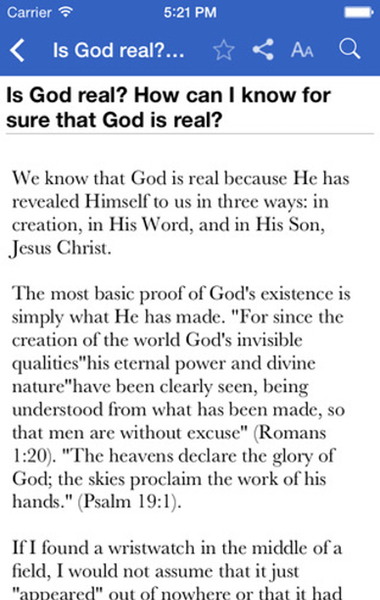 Carrier 5:21 PM
Is God real?... AA
Is God real? How can I know for
sure that God is real?
We know that God is real because He has
revealed Himself to us in three ways: in
creation, in His Word, and in His Son,
Jesus Christ.
The most basic proof of God's existence is
simply what He has made. "For since the
creation of the world God's invisible
qualities"his eternal power and divine
nature"have been clearly seen, being
understood from what has been made, so
that men are without excuse" (Romans
1:20). "The heavens declare the glory of
God; the skies proclaim the work of his
hands." (Psalm 19:1).
If I found a wristwatch in the middle of a
field, I would not assume that it just
"appeared" out of nowhere or that it had